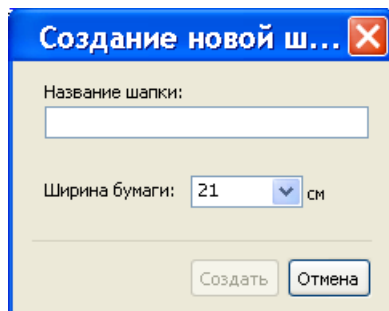 Создание новой ш...
Название шапки:
Ширина бумаги: 21 см
Создать Отмена